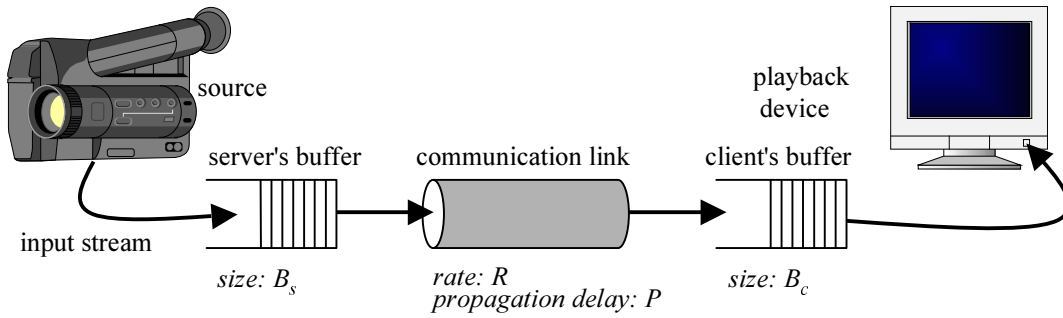 source
playback
device
server's buffer
communication link
client's buffer
input stream
size: B_s
rate: R
propagation delay: P
size: B_c